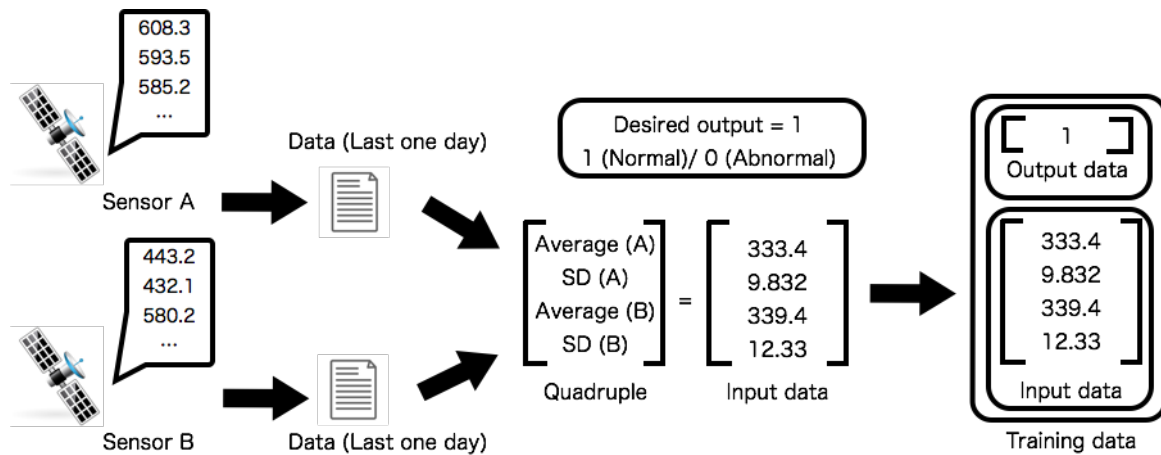 608.3
593.5
585.2
...
Sensor A
Data (Last one day)
443.2
432.1
580.2
...
Sensor B
Data (Last one day)
Desired output = 1
1 (Normal)/ 0 (Abnormal)
Average (A)
SD (A)
Average (B)
SD (B)
Quadruple
=
333.4
9.832
339.4
12.33
Input data
1
Output data
333.4
9.832
339.4
12.33
Input data
Training data